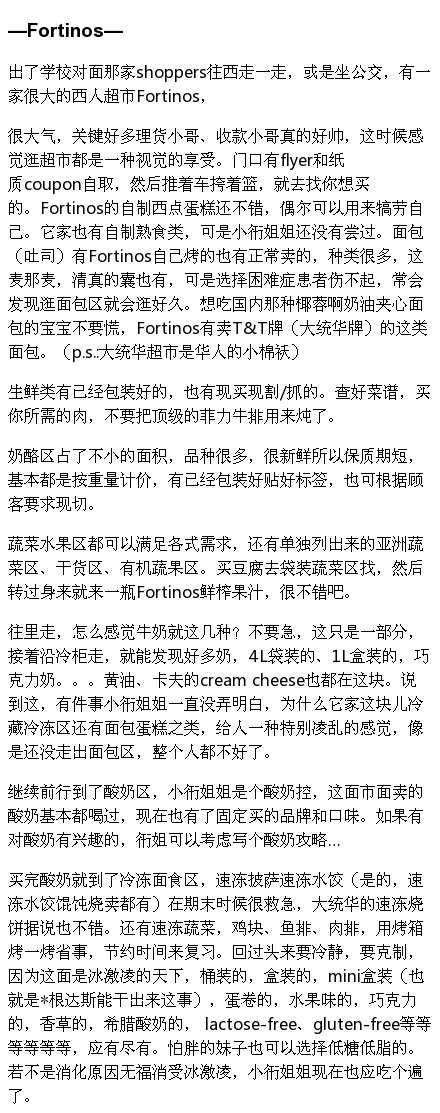 —Fortinos—
出了学校对面那家shoppers往西走一走，或是坐公交，有一
家很大的西人超市Fortinos，
很大气，关键好多理货小哥、收款小哥真的好帅，这时候感
觉逛超市都是一种视觉的享受。门口有flyer和纸
质coupon自取，然后推着车挎着篮，就去找你想买
的。Fortinos的自制西点蛋糕还不错，偶尔可以用来犒劳自
己。它家也有自制熟食类，可是小衔姐姐还没有尝过。面包
（吐司）有Fortinos自己烤的也有正常卖的，种类很多，这
麦那麦，清真的囊也有，可是选择困难症患者伤不起，常会
发现逛面包区就会逛好久。想吃国内那种椰蓉啊奶油夹心面
包的宝宝不要慌，Fortinos有卖T&T牌（大统华牌）的这类
面包。（p.s.:大统华超市是华人的小棉袄）
生鲜类有已经包装好的，也有现买现割/抓的。查好菜谱，买
你所需的肉，不要把顶级的菲力牛排用来炖了。
奶酪区占了不小的面积，品种很多，很新鲜所以保质期短，
基本都是按重量计价，有已经包装好贴好标签，也可根据顾
客要求现切。
蔬菜水果区都可以满足各式需求，还有单独列出来的亚洲蔬
菜区、干货区、有机蔬果区。买豆腐去袋装蔬菜区找，然后
转过身来就来一瓶Fortinos鲜榨果汁，很不错吧。
往里走，怎么感觉牛奶就这几种？不要急，这只是一部分，
接着沿冷柜走，就能发现好多奶，4L袋装的、1L盒装的，巧
克力奶。。。黄油、卡夫的cream cheese也都在这块。说
到这，有件事小衔姐姐一直没弄明白，为什么它家这块儿冷
藏冷冻区还有面包蛋糕之类，给人一种特别凌乱的感觉，像
是还没走出面包区，整个人都不好了。
继续前行到了酸奶区，小衔姐姐是个酸奶控，这面市面卖的
酸奶基本都喝过，现在也有了固定买的品牌和口味。如果有
对酸奶有兴趣的，衔姐可以考虑写个酸奶攻略...
买完酸奶就到了冷冻面食区，速冻披萨速冻水饺（是的，速
冻水饺馄饨烧卖都有）在期末时候很救急，大统华的速冻烧
饼据说也不错。还有速冻蔬菜，鸡块、鱼排、肉排，用烤箱
烤一烤省事，节约时间来复习。回过头来要冷静，要克制，
因为这面是冰激凌的天下，桶装的，盒装的，mini盒装（也
就是*根达斯能干出来这事），蛋卷的，水果味的，巧克力
的，香草的，希腊酸奶的， lactose-free、gluten-free等等
等等等等，应有尽有。怕胖的妹子也可以选择低糖低脂的。
若不是消化原因无福消受冰激凌，小衔姐姐现在也应吃个遍
了。